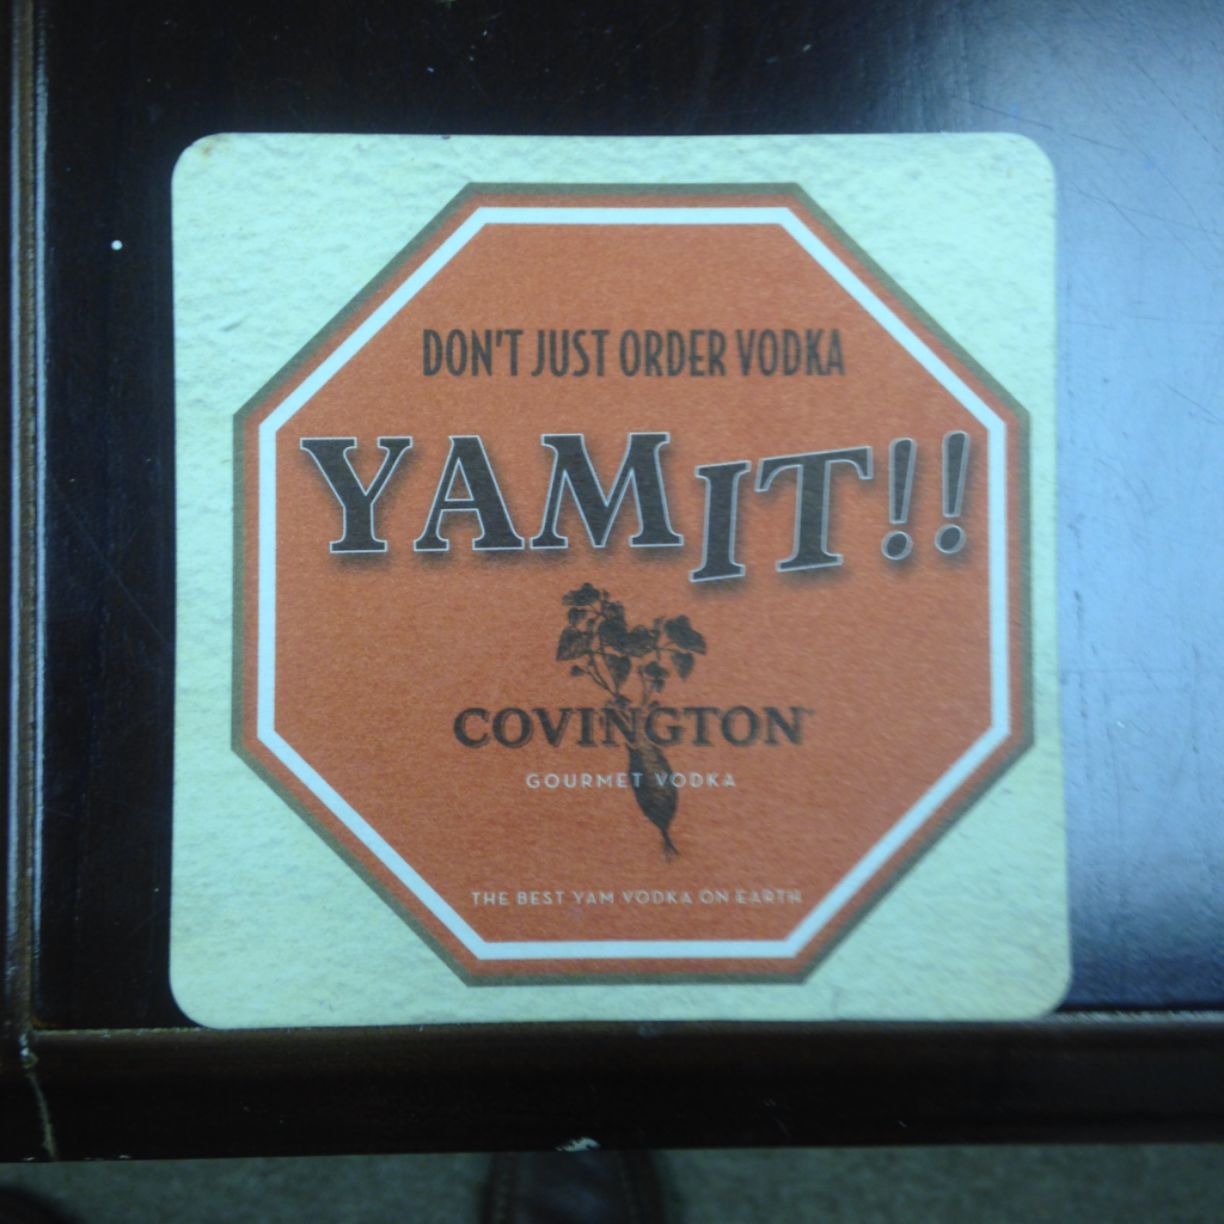 DON'T JUST ORDER VODKA
YAM IT!!
COVINGTON
GOURMET VODKA
THE BEST YAM VODKA ON EARTH